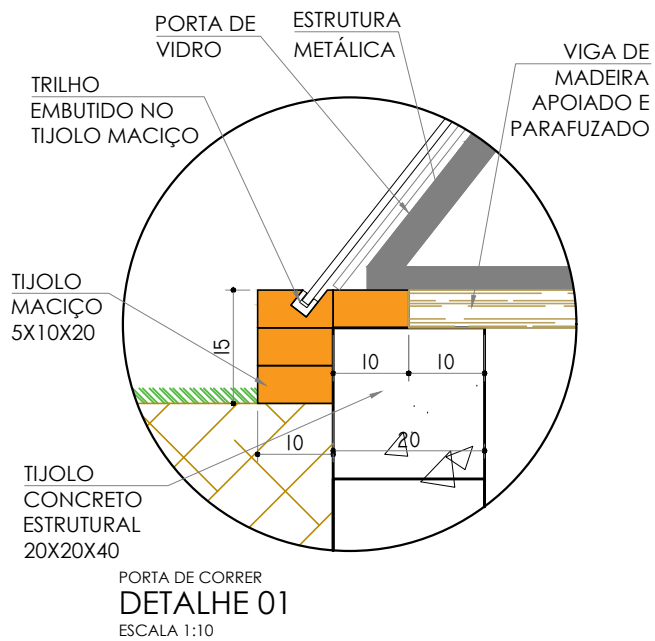 PORTA DE
VIDRO
ESTRUTURA
METÁLICA
VIGA DE
MADEIRA
APOIADO E
PARAFUZADO
TRILHO
EMBUTIDO NO
TIJOLO MACIÇO
TIJOLO
MACIÇO
5X10X20
15
10
10
10
20
TIJOLO
CONCRETO
ESTRUTURAL
20X20X40
PORTA DE CORRER
DETALHE 01
ESCALA 1:10